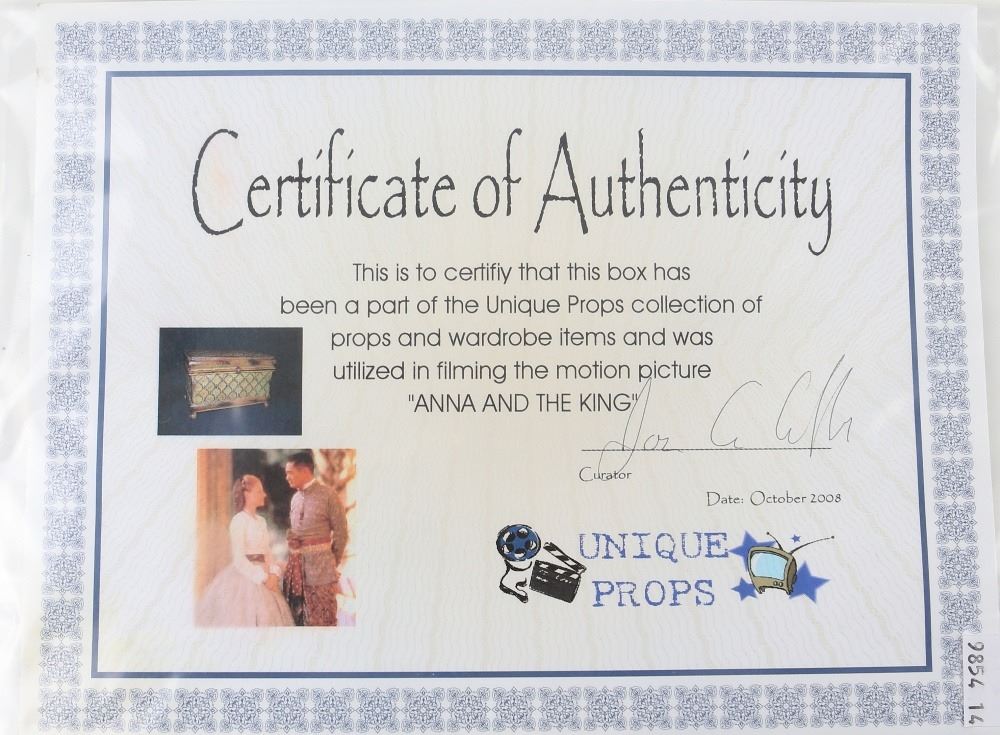 Certificate of Authenticity
This is to certifiy that this box has
been a part of the Unique Props collection of
props and wardrobe items and was
utilized in filming the motion picture
"ANNA AND THE KING"
Curator
Date: October 2008
UNIQUE
PROPS
9854 14